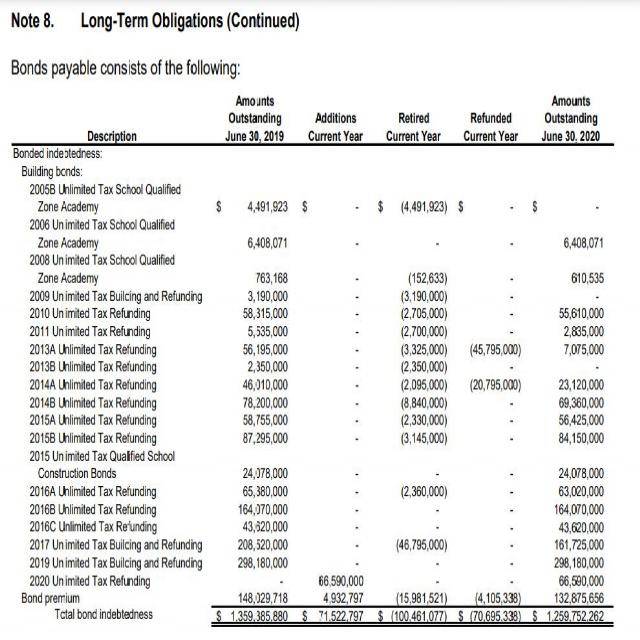 Note 8. Long-Term Obligations (Continued)
Bonds payable consists of the following:
Amounts Amounts
Outstanding Additions Retired Refunded Outstanding
Description June 30, 2019 Current Year Current Year Current Year June 30, 2020
Bonded indebtedness:
Building bonds:
2005B Unlimited Tax School Qualified
Zone Academy $ 4,491,923 $ - $ (4,491,923) $ - $ -
2006 Unlimited Tax School Qualified
Zone Academy 6,408,071 - - - 6,408,071
2008 Unlimited Tax School Qualified
Zone Academy 763,168 - (152,633) - 610,535
2009 Unlimited Tax Building and Refunding 3,190,000 - (3,190,000) - -
2010 Unlimited Tax Refunding 58,315,000 - (2,705,000) - 55,610,000
2011 Unlimited Tax Refunding 5,535,000 - (2,700,000) - 2,835,000
2013A Unlimited Tax Refunding 56,195,000 - (3,325,000) (45,795,000) 7,075,000
2013B Unlimited Tax Refunding 2,350,000 - (2,350,000) - -
2014A Unlimited Tax Refunding 46,010,000 - (2,095,000) (20,795,000) 23,120,000
2014B Unlimited Tax Refunding 78,200,000 - (8,840,000) - 69,360,000
2015A Unlimited Tax Refunding 58,755,000 - (2,330,000) - 56,425,000
2015B Unlimited Tax Refunding 87,295,000 - (3,145,000) - 84,150,000
2015 Unlimited Tax Qualified School
Construction Bonds 24,078,000 - - - 24,078,000
2016A Unlimited Tax Refunding 65,380,000 - (2,360,000) - 63,020,000
2016B Unlimited Tax Refunding 164,070,000 - - - 164,070,000
2016C Unlimited Tax Refunding 43,620,000 - - - 43,620,000
2017 Unlimited Tax Building and Refunding 208,520,000 - (46,795,000) - 161,725,000
2019 Unlimited Tax Building and Refunding 298,180,000 - - - 298,180,000
2020 Unlimited Tax Refunding - 66,590,000 - - 66,590,000
Bond premium 148,029,718 4,932,797 (15,981,521) (4,105,338) 132,875,656
Total bond indebtedness $ 1,359,385,880 $ 71,522,797 $ (100,461,077) $ (70,695,338) $ 1,259,752,262